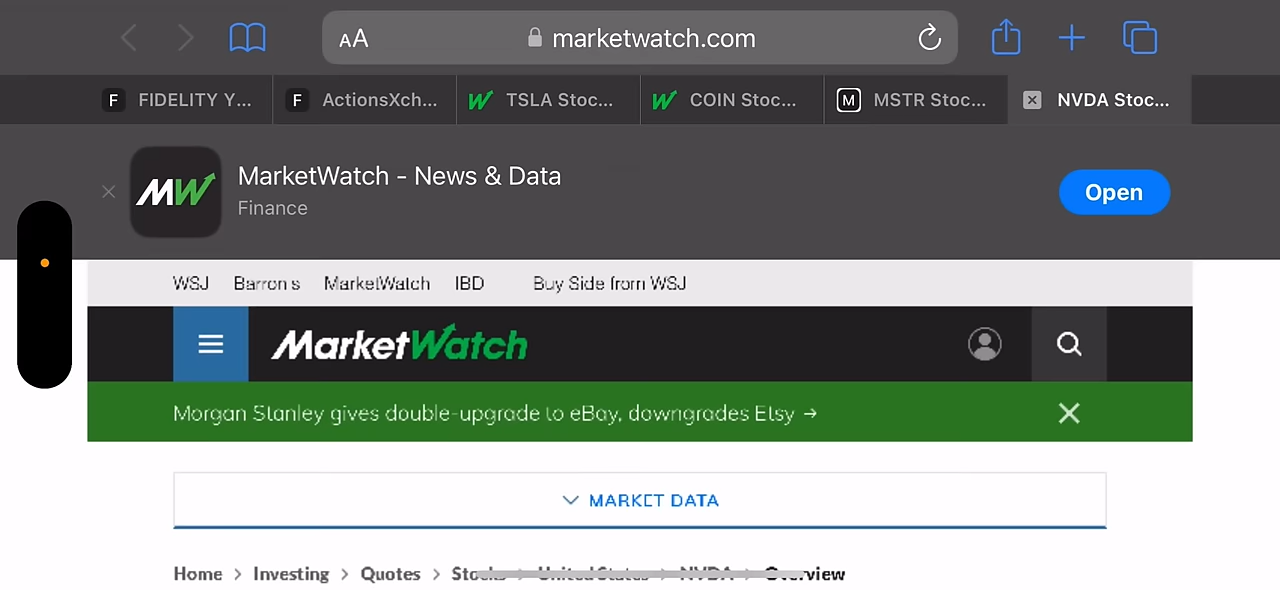 AA marketwatch.com
F FIDELITY Y... F ActionsXch... TSLA Stoc... COIN Stoc... M MSTR Stoc... NVDA Stoc...
MW MarketWatch - News & Data
Finance
Open
WSJ Barron s MarketWatch IBD Buy Side from WSJ
MarketWatch
Morgan Stanley gives double-upgrade to eBay, downgrades Etsy →
MARKET DATA
Home > Investing > Quotes > Stocks > United States > NVDA > Overview